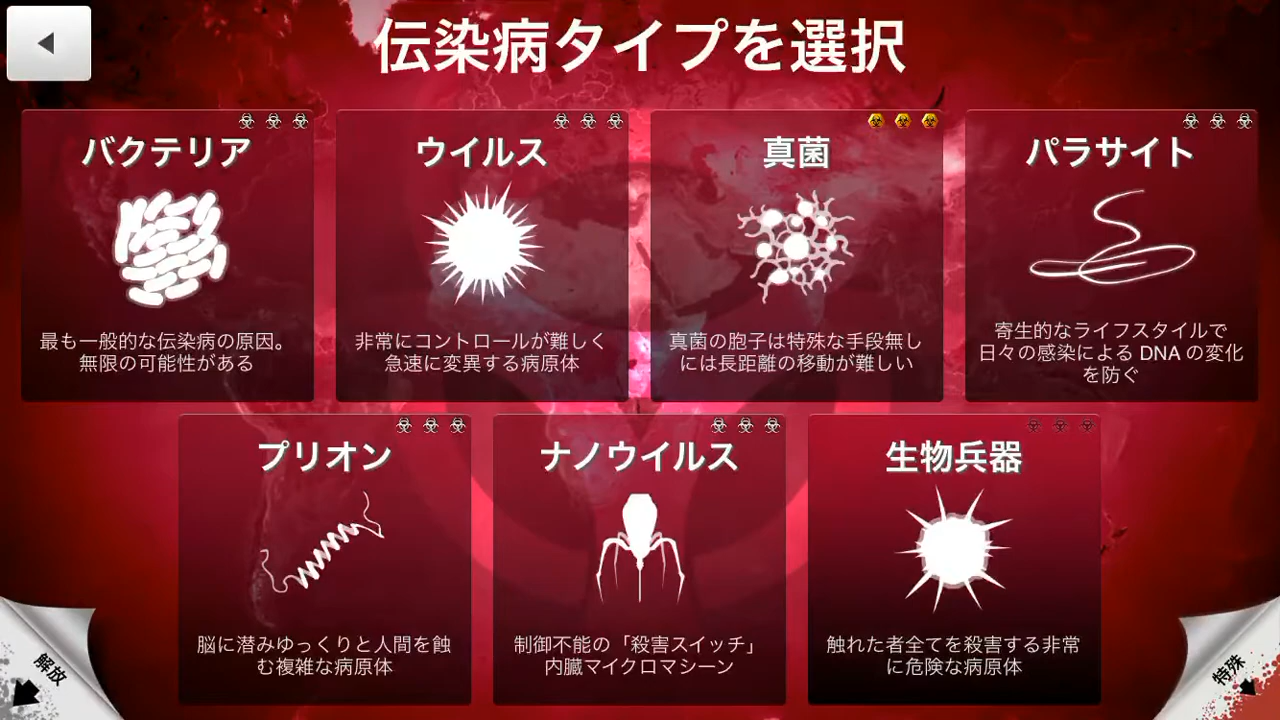 伝染病タイプを選択
バクテリア
最も一般的な伝染病の原因。
無限の可能性がある
ウイルス
非常にコントロールが難しく
急速に変異する病原体
真菌
真菌の胞子は特殊な手段無し
には長距離の移動が難しい
パラサイト
寄生的なライフスタイルで
日々の感染による DNA の変化
を防ぐ
プリオン
脳に潜みゆっくりと人間を蝕
む複雑な病原体
ナノウイルス
制御不能の「殺害スイッチ」
内臓マイクロマシーン
生物兵器
触れた者全てを殺害する非常
に危険な病原体
解放
特殊